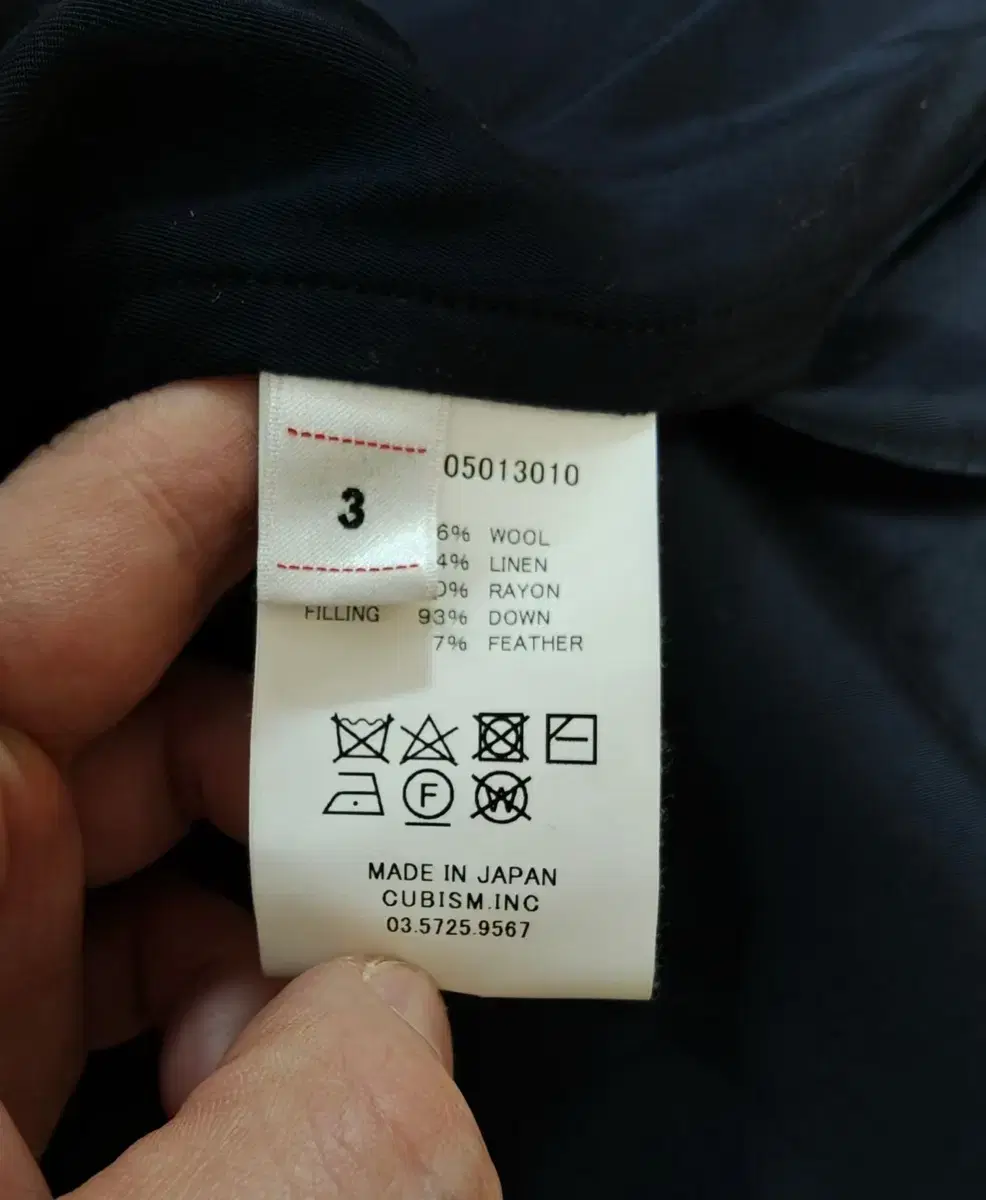 3
05013010
6% WOOL
4% LINEN
0% RAYON
FILLING 93% DOWN
7% FEATHER
F
W
MADE IN JAPAN
CUBISM.INC
03.5725.9567